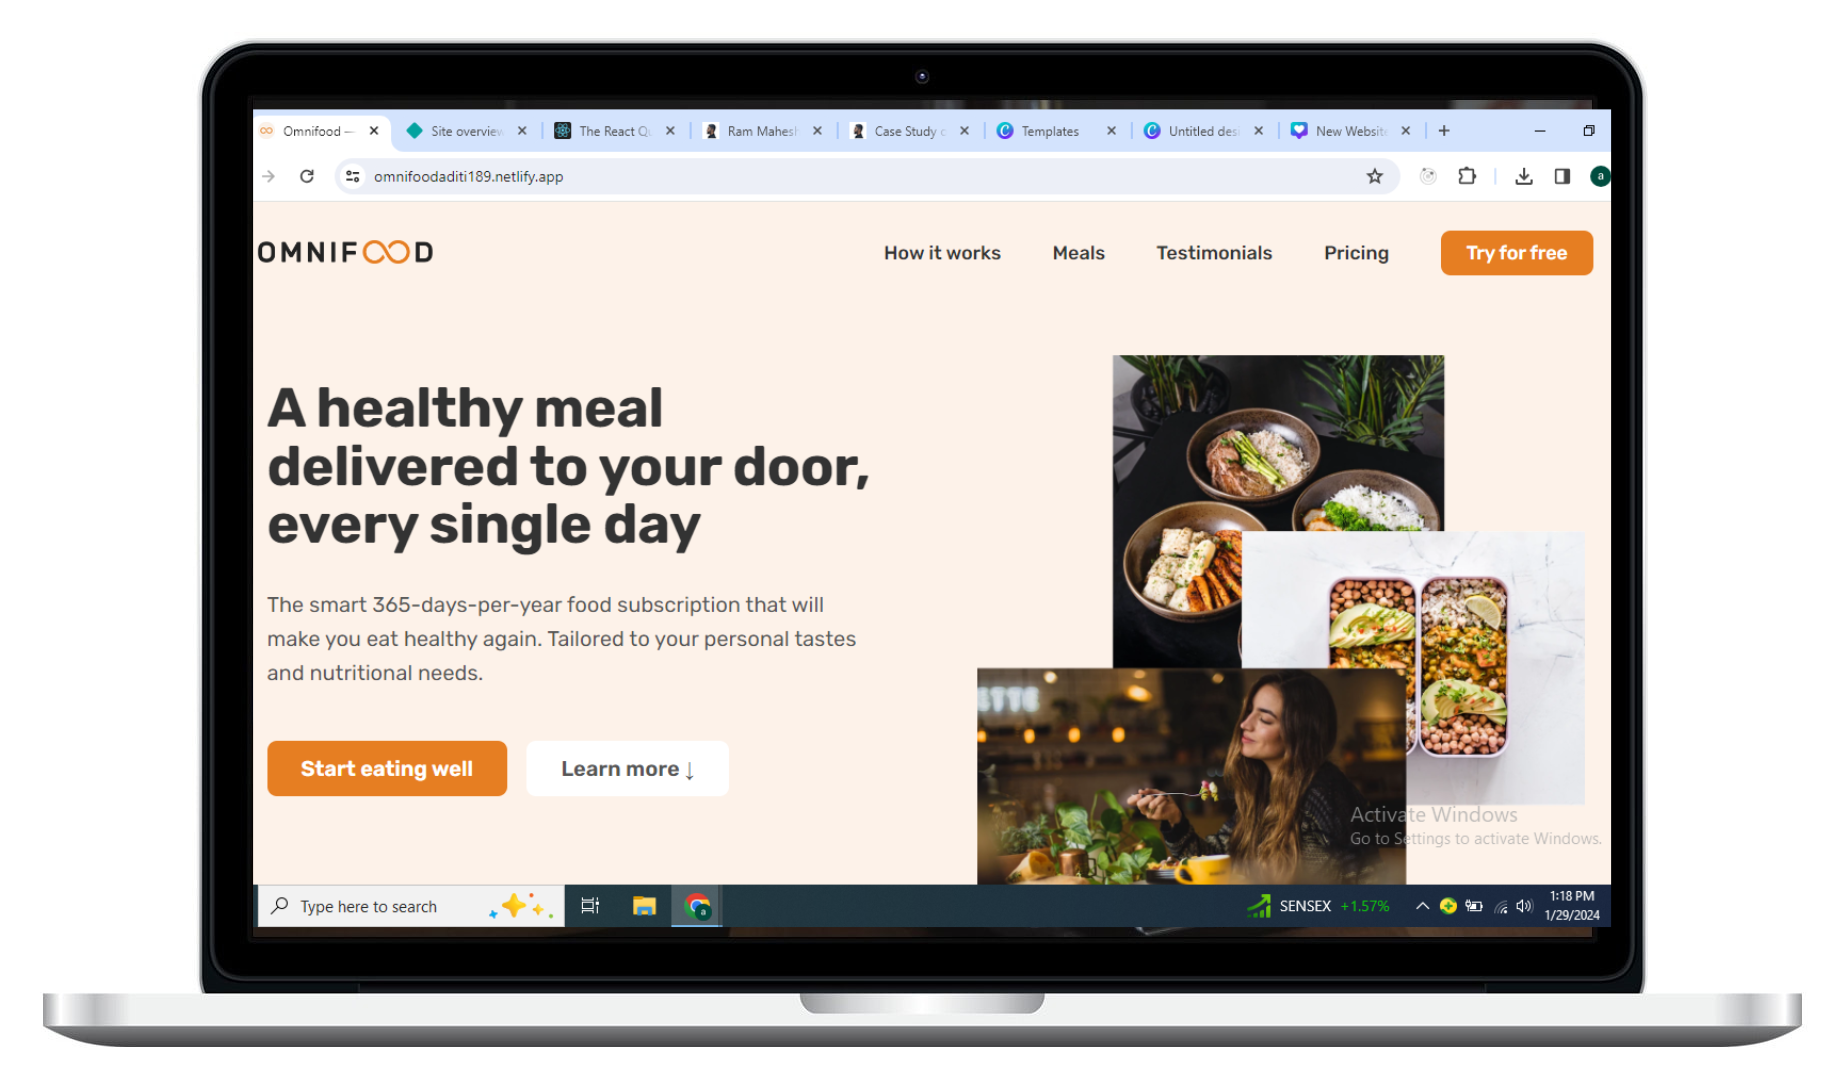 Omnifood —
Site overview
The React Qu
Ram Mahesh
Case Study o
Templates
Untitled desi
New Website
omnifoodaditi189.netlify.app
a
OMNIFOOD
How it works
Meals
Testimonials
Pricing
Try for free
A healthy meal
delivered to your door,
every single day
The smart 365-days-per-year food subscription that will
make you eat healthy again. Tailored to your personal tastes
and nutritional needs.
Start eating well
Learn more ↓
Activate Windows
Go to Settings to activate Windows.
Type here to search
a
SENSEX +1.57%
1:18 PM
1/29/2024